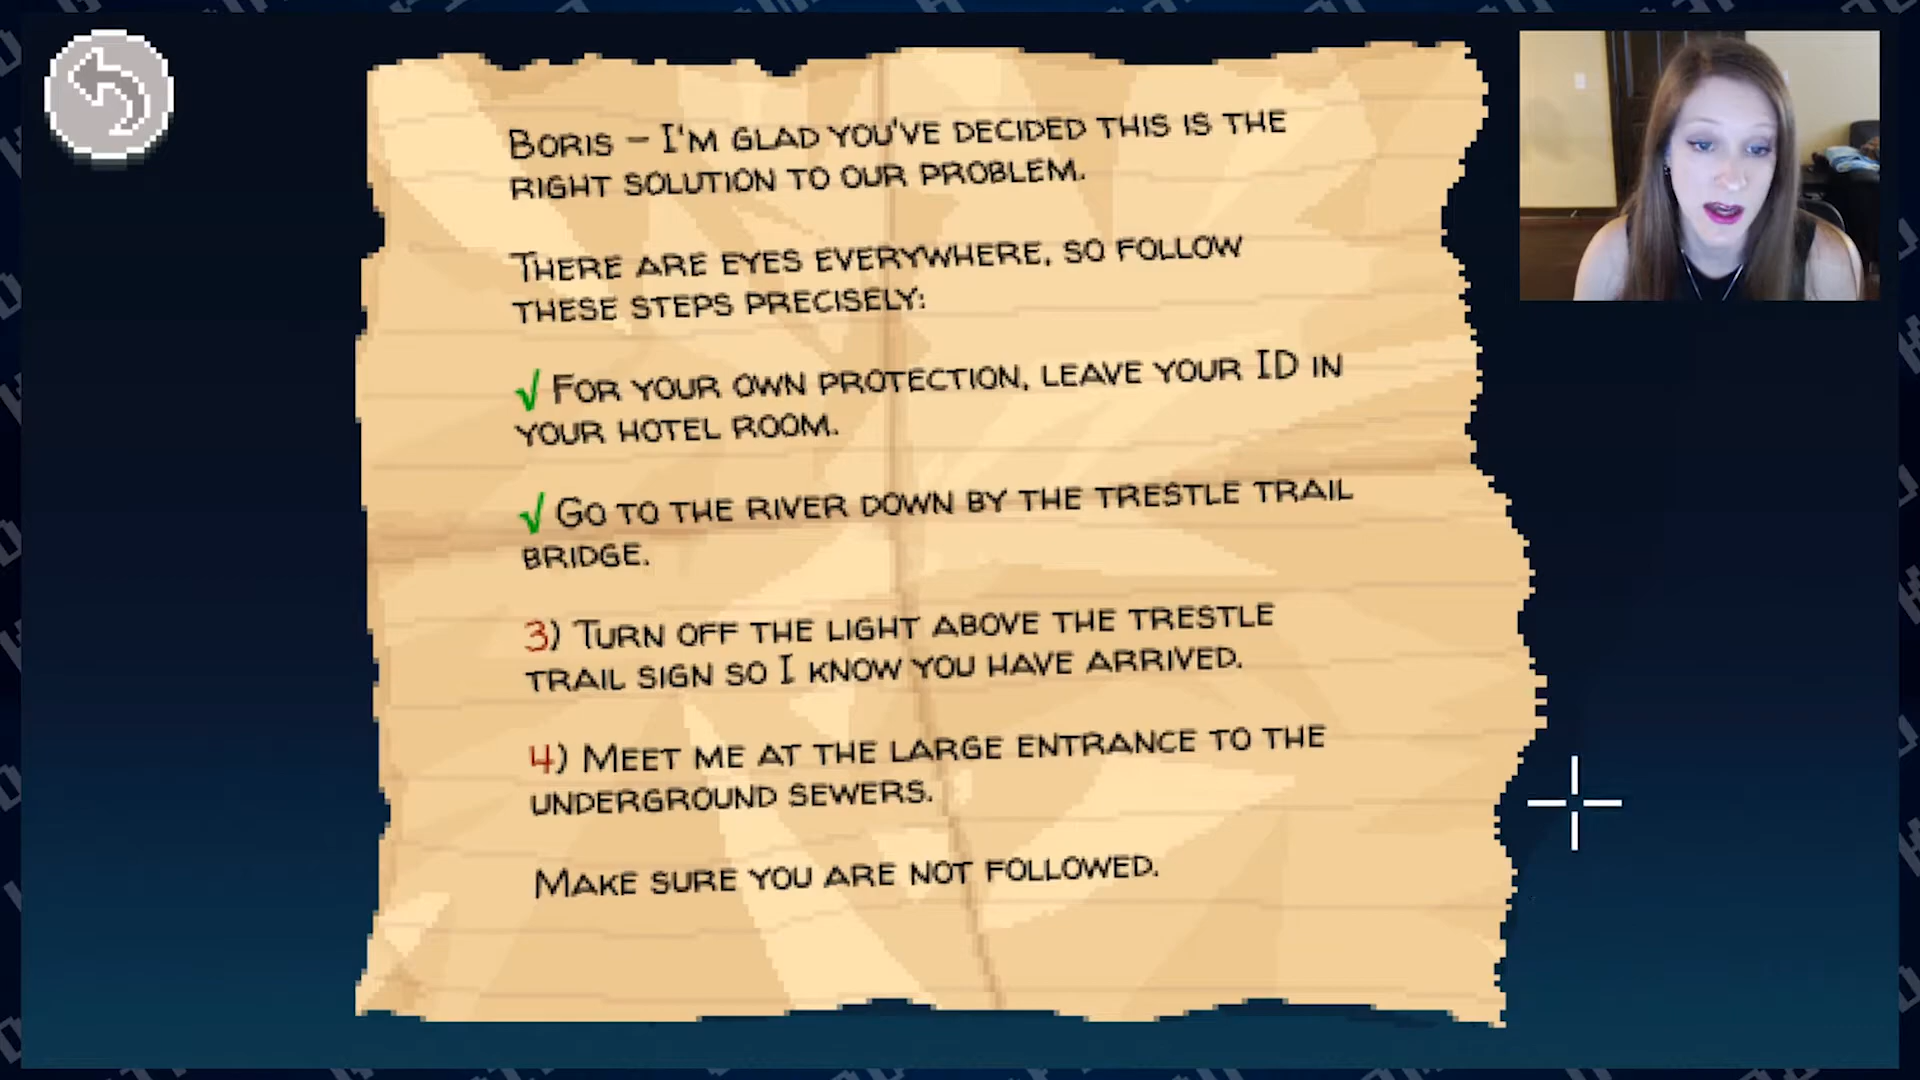 Boris – I'm glad you've decided this is the
right solution to our problem.
There are eyes everywhere, so follow
these steps precisely:
√ For your own protection, leave your ID in
your hotel room.
√ Go to the river down by the trestle trail
bridge.
3) Turn off the light above the trestle
trail sign so I know you have arrived.
4) Meet me at the large entrance to the
underground sewers.
Make sure you are not followed.